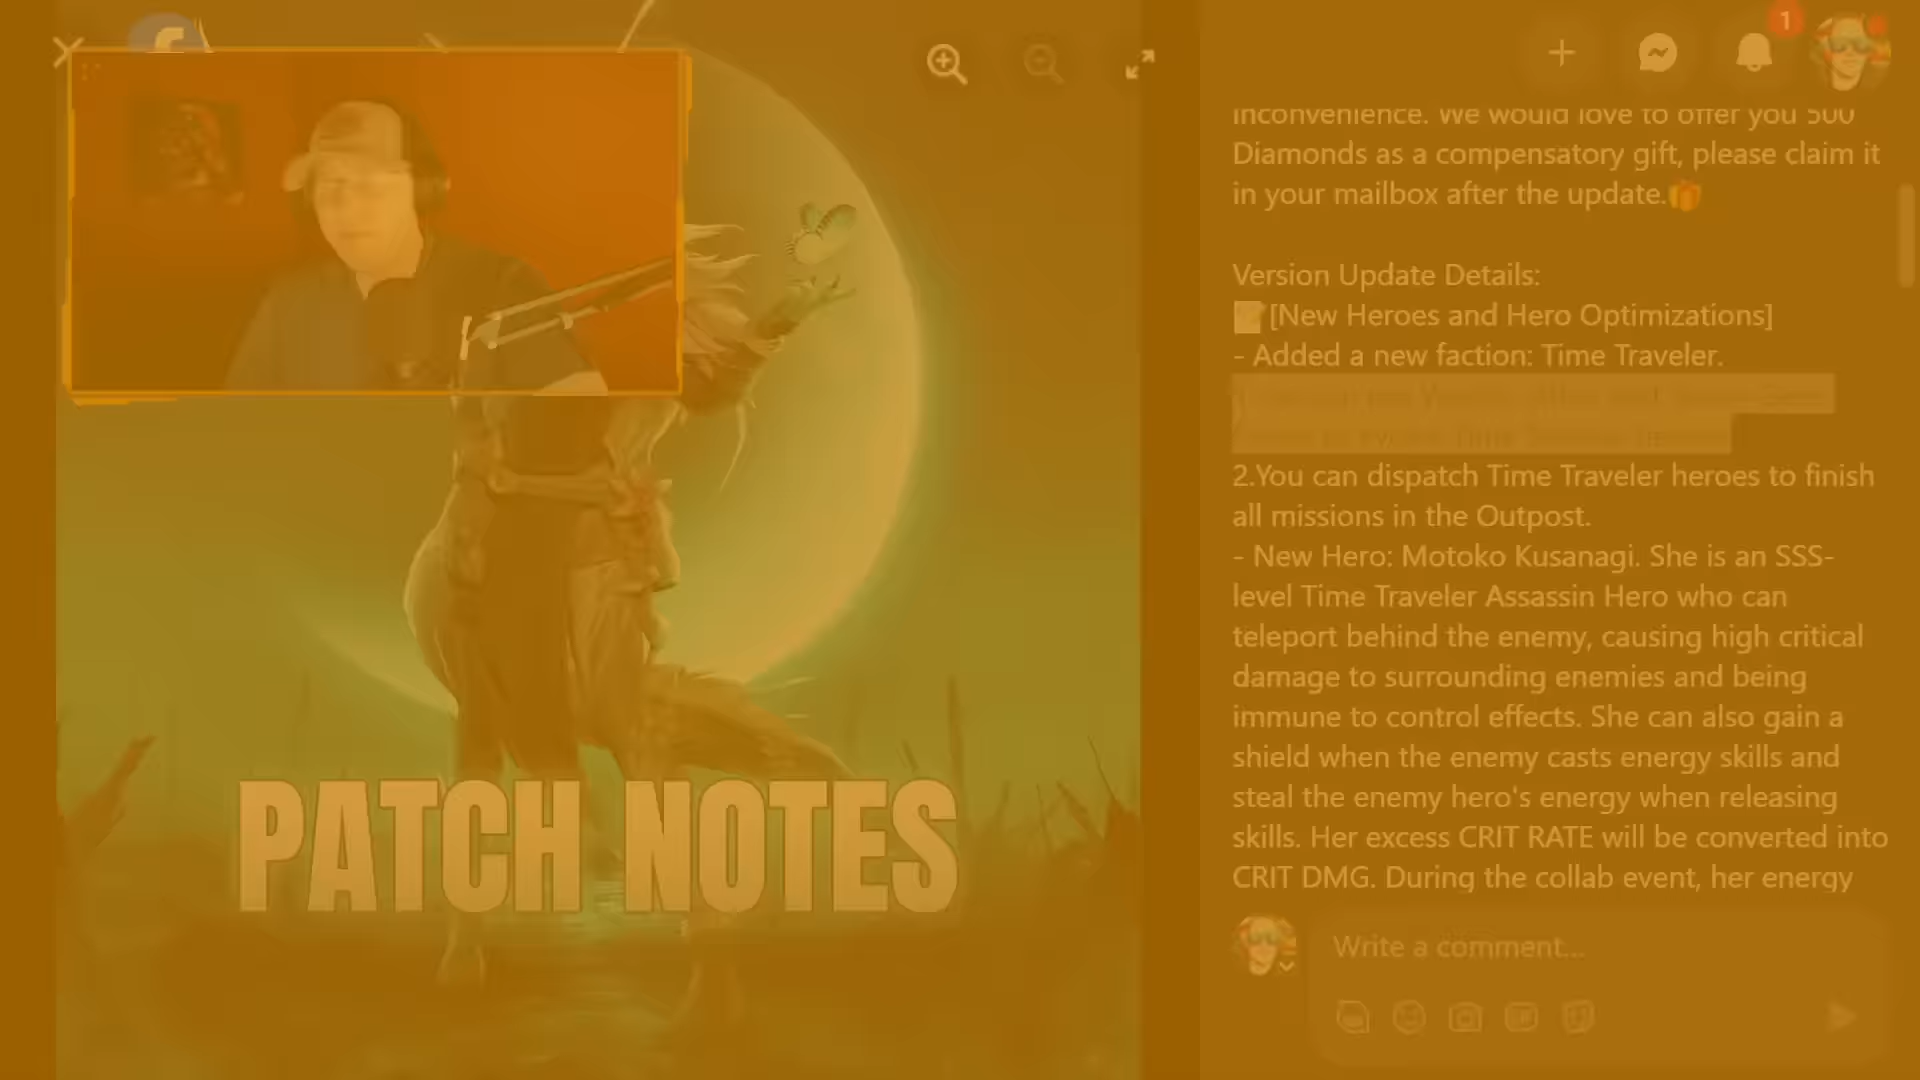 1
inconvenience. We would love to offer you 500
Diamonds as a compensatory gift, please claim it
in your mailbox after the update.🎁
Version Update Details:
[New Heroes and Hero Optimizations]
- Added a new faction: Time Traveler.
2.You can dispatch Time Traveler heroes to finish
all missions in the Outpost.
- New Hero: Motoko Kusanagi. She is an SSS-
level Time Traveler Assassin Hero who can
teleport behind the enemy, causing high critical
damage to surrounding enemies and being
immune to control effects. She can also gain a
shield when the enemy casts energy skills and
steal the enemy hero's energy when releasing
skills. Her excess CRIT RATE will be converted into
CRIT DMG. During the collab event, her energy
PATCH NOTES
Write a comment...